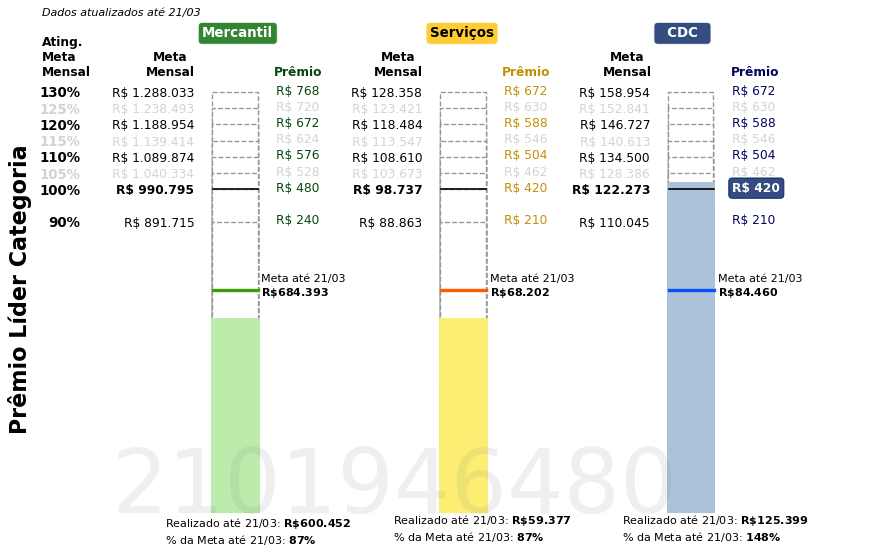 Dados atualizados até 21/03
Mercantil Serviços CDC
Ating. Meta Mensal
Meta Mensal Prêmio Meta Mensal Prêmio Meta Mensal Prêmio
130% R$ 1.288.033 R$ 768 R$ 128.358 R$ 672 R$ 158.954 R$ 672
125% R$ 1.238.493 R$ 720 R$ 123.421 R$ 630 R$ 152.841 R$ 630
120% R$ 1.188.954 R$ 672 R$ 118.484 R$ 588 R$ 146.727 R$ 588
115% R$ 1.139.414 R$ 624 R$ 113.547 R$ 546 R$ 140.613 R$ 546
110% R$ 1.089.874 R$ 576 R$ 108.610 R$ 504 R$ 134.500 R$ 504
105% R$ 1.040.334 R$ 528 R$ 103.673 R$ 462 R$ 128.386 R$ 462
100% R$ 990.795 R$ 480 R$ 98.737 R$ 420 R$ 122.273 R$ 420
90% R$ 891.715 R$ 240 R$ 88.863 R$ 210 R$ 110.045 R$ 210
Meta até 21/03 Meta até 21/03 Meta até 21/03
R$684.393 R$68.202 R$84.460
Prêmio Líder Categoria
2101946480
Realizado até 21/03: R$600.452 Realizado até 21/03: R$59.377 Realizado até 21/03: R$125.399
% da Meta até 21/03: 87% % da Meta até 21/03: 87% % da Meta até 21/03: 148%